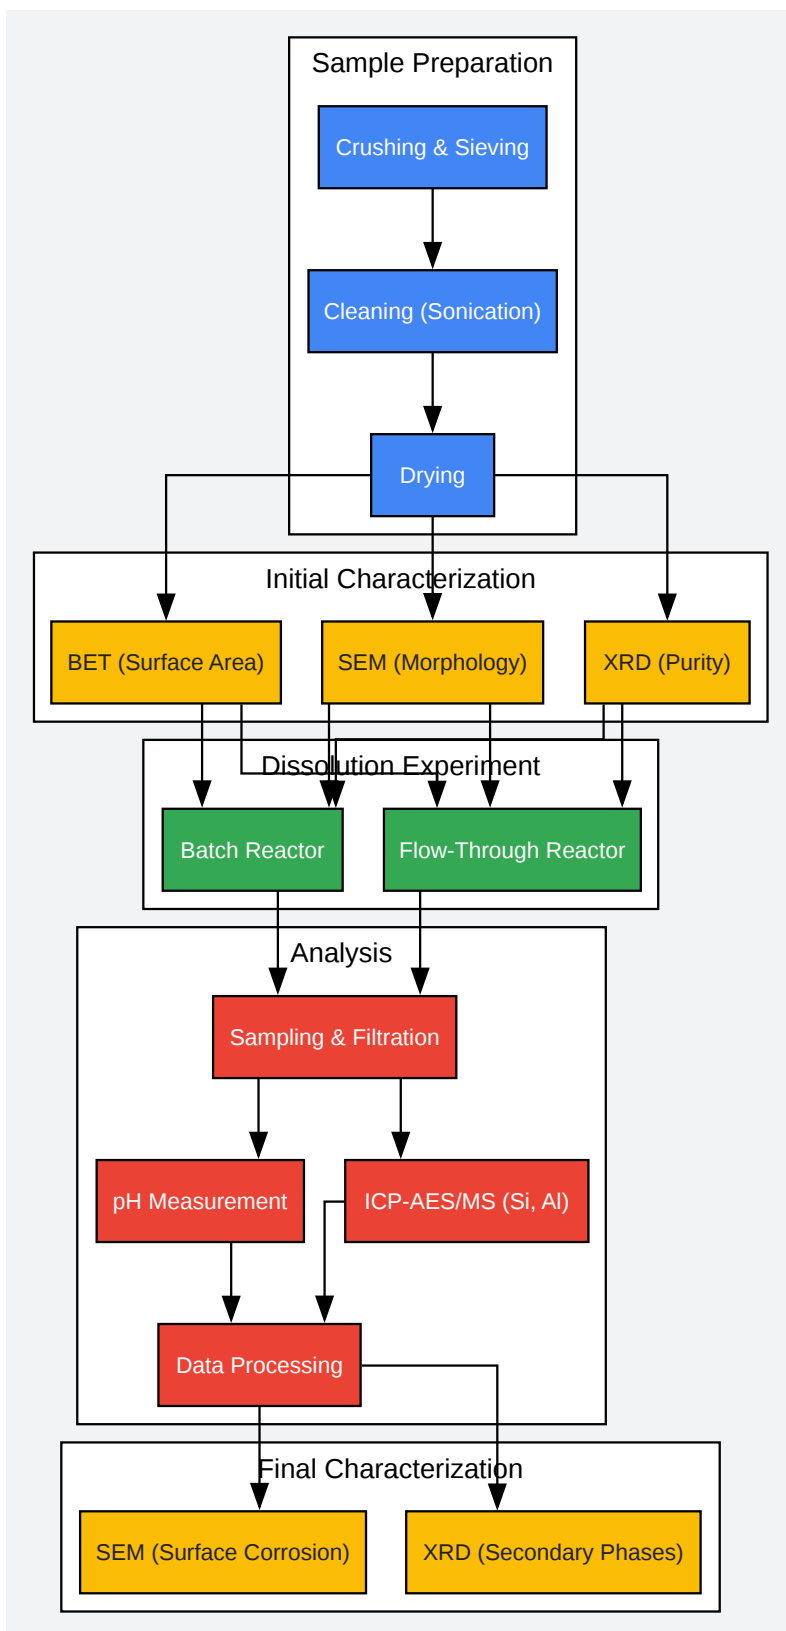 Sample Preparation
Crushing & Sieving
Cleaning (Sonication)
Drying
Initial Characterization
BET (Surface Area)
SEM (Morphology)
XRD (Purity)
Dissolution Experiment
Batch Reactor
Flow-Through Reactor
Analysis
Sampling & Filtration
pH Measurement
ICP-AES/MS (Si, Al)
Data Processing
Final Characterization
SEM (Surface Corrosion)
XRD (Secondary Phases)